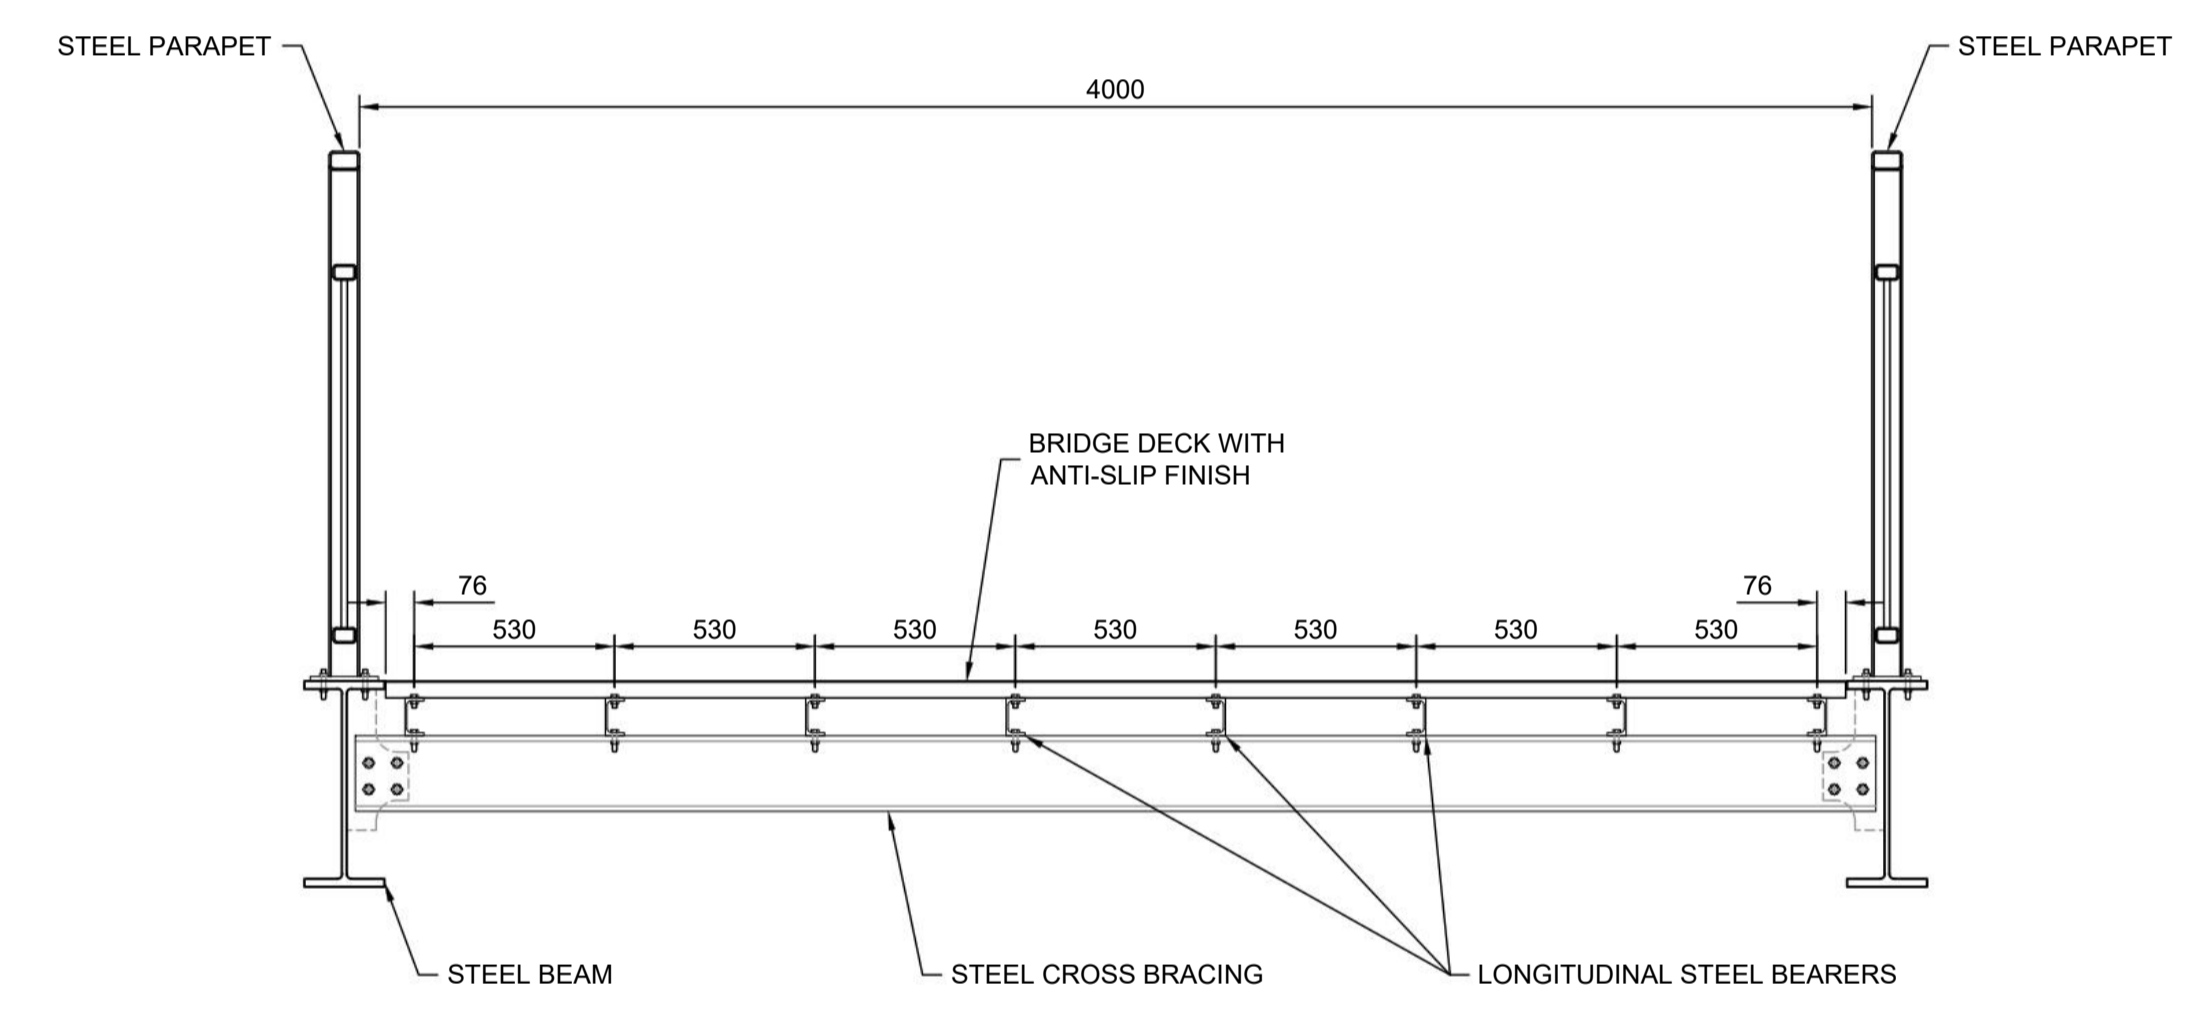 STEEL PARAPET
STEEL PARAPET
4000
BRIDGE DECK WITH
ANTI-SLIP FINISH
76
76
530
530
530
530
530
530
530
STEEL BEAM
STEEL CROSS BRACING
LONGITUDINAL STEEL BEARERS